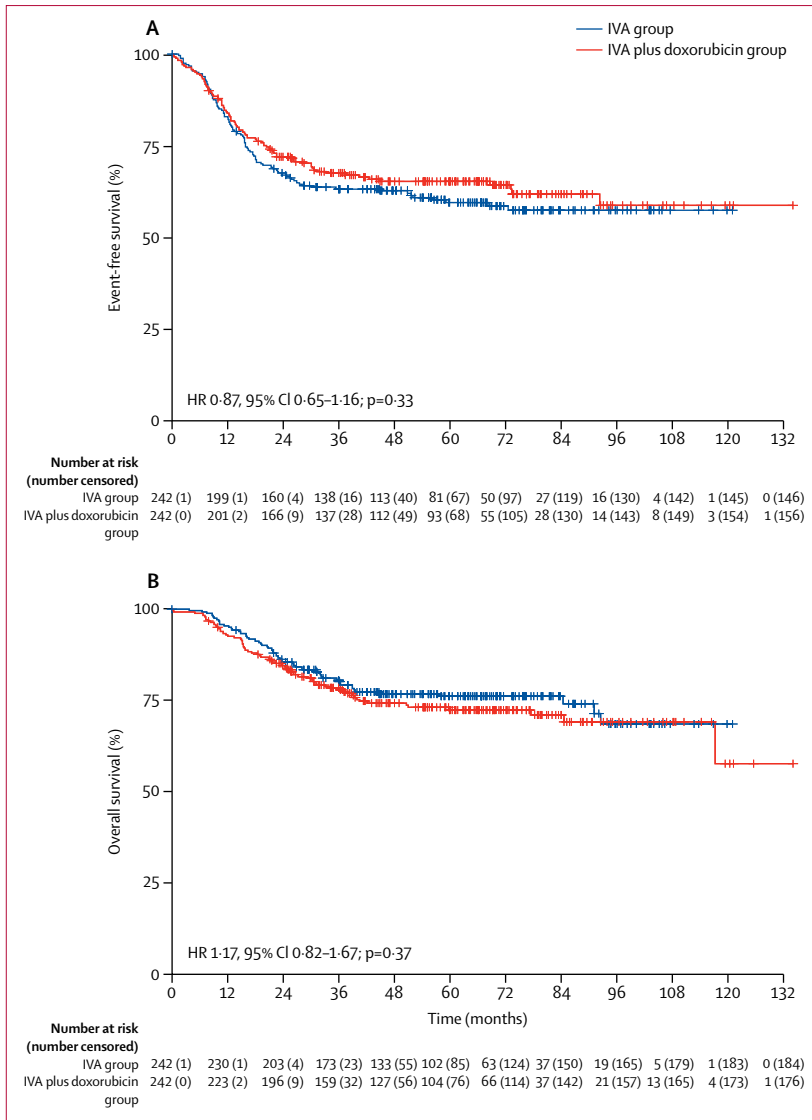 A
IVA group
IVA plus doxorubicin group
100
75
50
25
0
Event-free survival (%)
HR 0·87, 95% CI 0·65–1·16; p=0·33
0 12 24 36 48 60 72 84 96 108 120 132
Number at risk
(number censored)
IVA group 242 (1) 199 (1) 160 (4) 138 (16) 113 (40) 81 (67) 50 (97) 27 (119) 16 (130) 4 (142) 1 (145) 0 (146)
IVA plus doxorubicin 242 (0) 201 (2) 166 (9) 137 (28) 112 (49) 93 (68) 55 (105) 28 (130) 14 (143) 8 (149) 3 (154) 1 (156)
group
B
100
75
50
25
0
Overall survival (%)
HR 1·17, 95% CI 0·82–1·67; p=0·37
0 12 24 36 48 60 72 84 96 108 120 132
Time (months)
Number at risk
(number censored)
IVA group 242 (1) 230 (1) 203 (4) 173 (23) 133 (55) 102 (85) 63 (124) 37 (150) 19 (165) 5 (179) 1 (183) 0 (184)
IVA plus doxorubicin 242 (0) 223 (2) 196 (9) 159 (32) 127 (56) 104 (76) 66 (114) 37 (142) 21 (157) 13 (165) 4 (173) 1 (176)
group